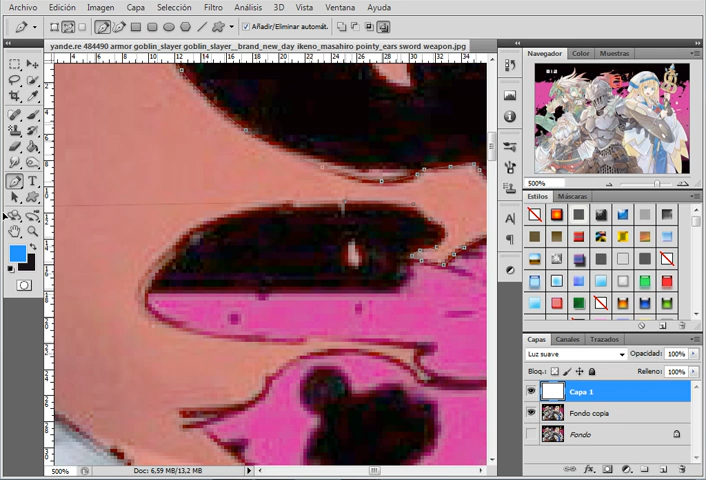 Edición Imagen Capa Selección Filtro Análisis 3D Vista Ventana Ayuda
Añadir/Eliminar automát.
yande.re 484490 armor goblin_slayer goblin_slayer__brand_new_day ikeno_masahiro pointy_ears sword weapon.jpg
Navegador Color Muestras
500%
Estilos Máscaras
Capas Canales Trazados
Luz suave Opacidad: 100%
Bloq.: Relleno: 100%
Capa 1
Fondo copia
Fondo
500% Doc: 6,59 MB/13,2 MB